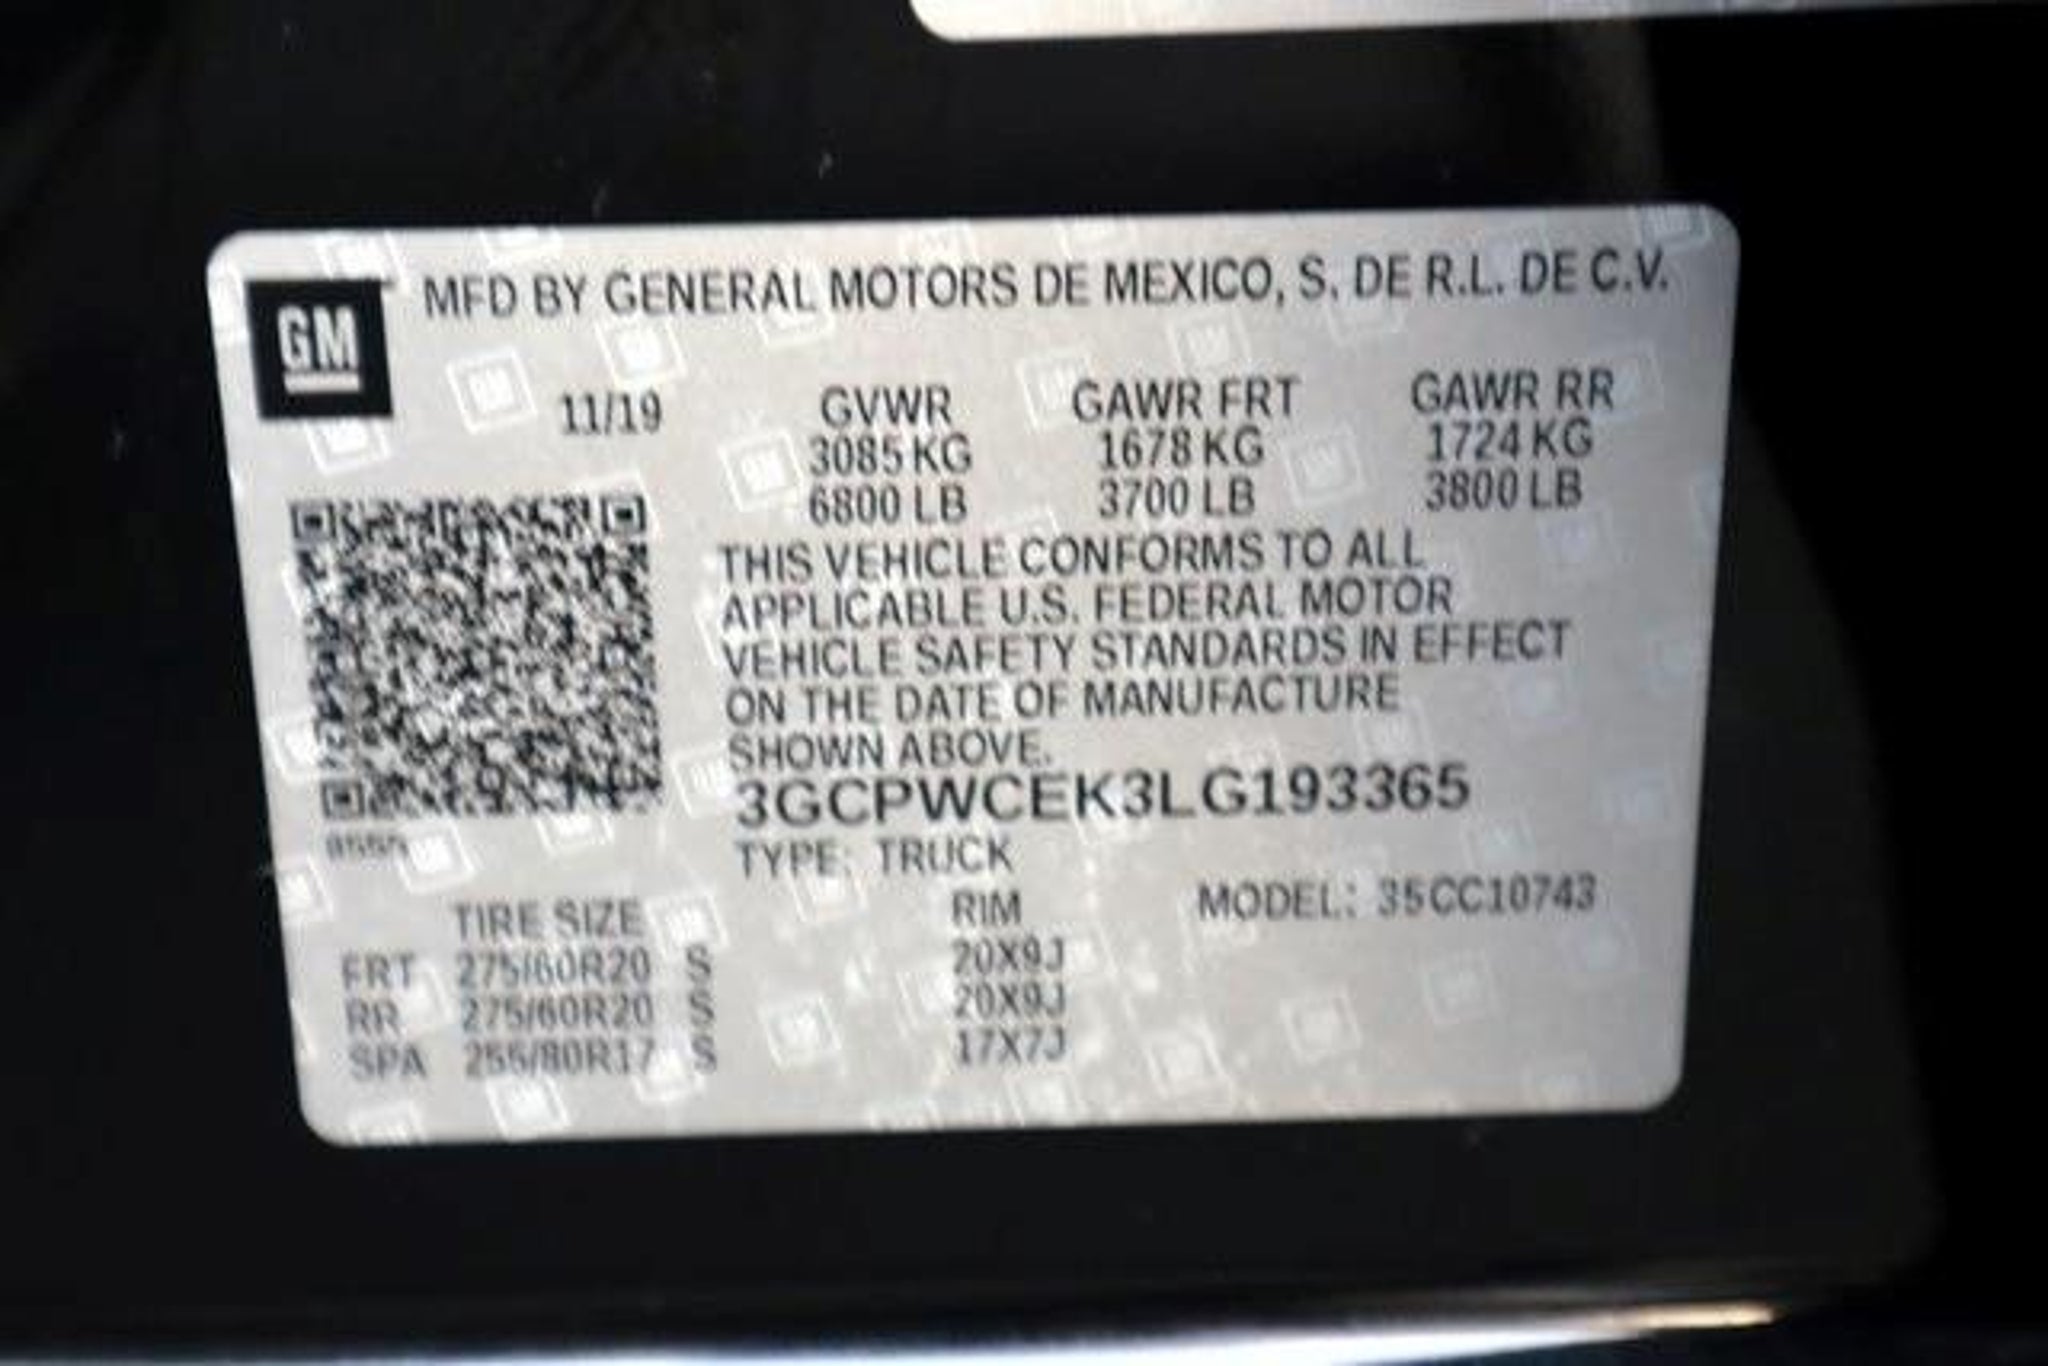 GM
MFD BY GENERAL MOTORS DE MEXICO, S. DE R.L. DE C.V.
11/19 GVWR GAWR FRT GAWR RR
3085 KG 1678 KG 1724 KG
6800 LB 3700 LB 3800 LB
THIS VEHICLE CONFORMS TO ALL
APPLICABLE U.S. FEDERAL MOTOR
VEHICLE SAFETY STANDARDS IN EFFECT
ON THE DATE OF MANUFACTURE
SHOWN ABOVE.
3GCPWCEK3LG193365
TYPE: TRUCK
TIRE SIZE RIM MODEL: 35CC10743
FRT 275/60R20 S 20X9J
RR 275/60R20 S 20X9J
SPA 255/80R17 S 17X7J